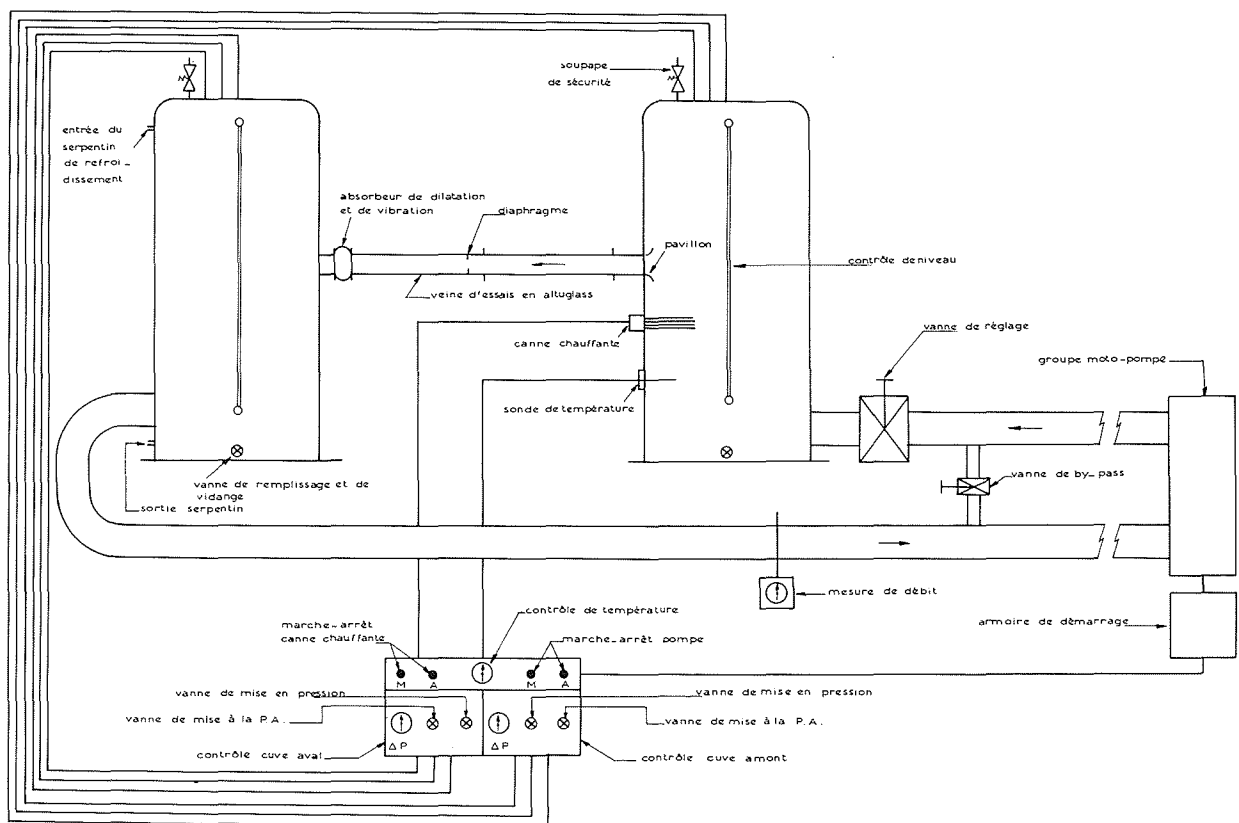 soupape
de sécurité
entrée du
serpentin
de refroi_
dissement
absorbeur de dilatation
et de vibration
diaphragme
pavillon
contrôle de niveau
veine d'essais en altuglass
vanne de réglage
canne chauffante
groupe moto-pompe
sonde de température
vanne de remplissage et de
vidange
sortie serpentin
vanne de by_pass
mesure de débit
armoire de démarrage
contrôle de température
marche_arrêt
canne chauffante
marche_arrêt pompe
M
A
M
A
vanne de mise en pression
vanne de mise en pression
vanne de mise à la P.A.
vanne de mise à la P.A.
Δ P
Δ P
contrôle cuve aval
contrôle cuve amont